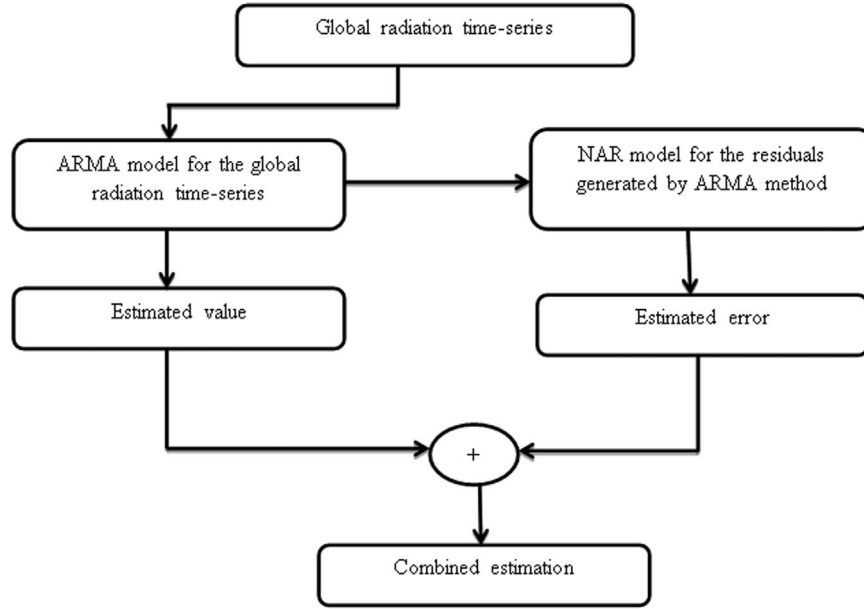 Global radiation time-series
ARMA model for the global
radiation time-series
NAR model for the residuals
generated by ARMA method
Estimated value
Estimated error
+
Combined estimation